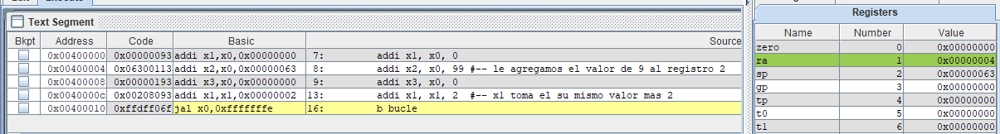 Execute
Text Segment
Bkpt Address Code Basic Source
0x00400000 0x00000093 addi x1,x0,0x00000000 7: addi x1, x0, 0
0x00400004 0x06300113 addi x2,x0,0x00000063 8: addi x2, x0, 99 #-- le agregamos el valor de 9 al registro 2
0x00400008 0x00000193 addi x3,x0,0x00000000 9: addi x3, x0, 0
0x0040000c 0x00208093 addi x1,x1,0x00000002 13: addi x1, x1, 2 #-- x1 toma el su mismo valor mas 2
0x00400010 0xffdff06f jal x0,0xfffffffe 16: b bucle
Registers
Name Number Value
zero 0 0x00000000
ra 1 0x00000004
sp 2 0x00000063
gp 3 0x00000000
tp 4 0x00000000
t0 5 0x00000000
t1 6 0x00000000